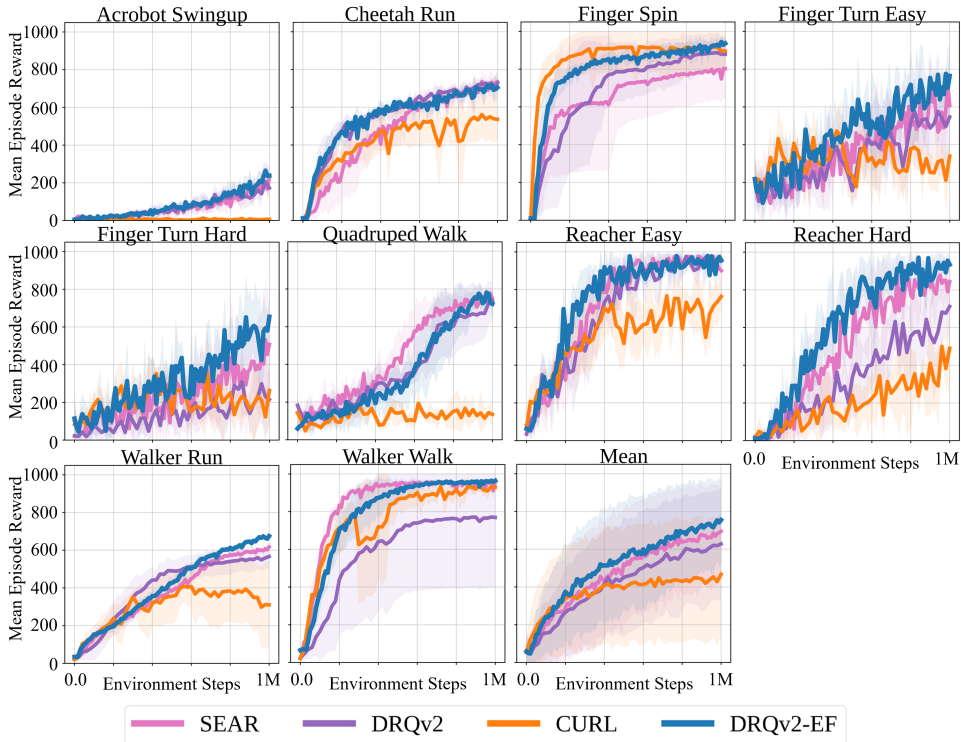 Acrobot Swingup Cheetah Run Finger Spin Finger Turn Easy
Mean Episode Reward
1000
800
600
400
200
0
Finger Turn Hard Quadruped Walk Reacher Easy Reacher Hard
Mean Episode Reward
1000
800
600
400
200
0
0.0 Environment Steps 1M
Walker Run Walker Walk Mean
Mean Episode Reward
1000
800
600
400
200
0
0.0 Environment Steps 1M 0.0 Environment Steps 1M 0.0 Environment Steps 1M
SEAR DRQv2 CURL DRQv2-EF